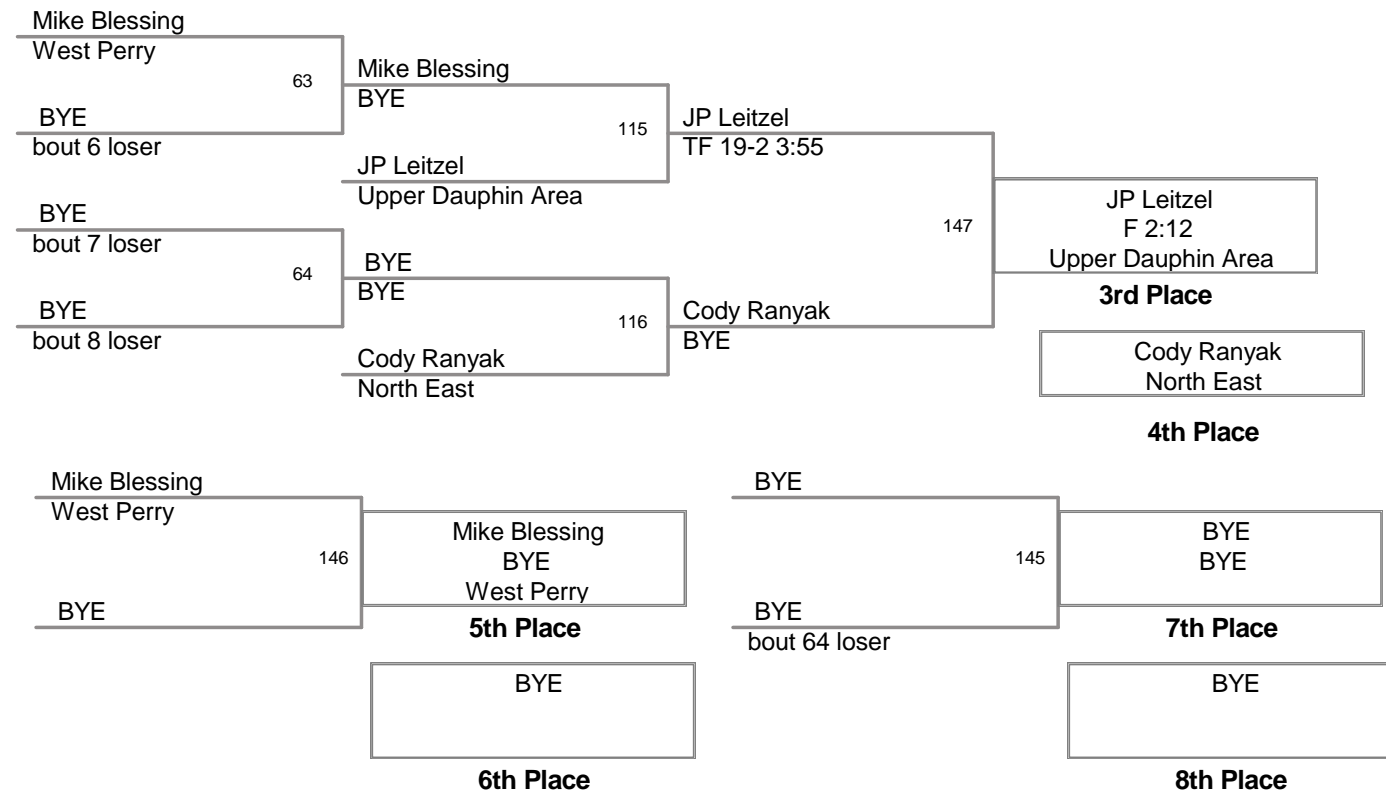 Mike Blessing
West Perry
63
BYE
bout 6 loser
Mike Blessing
BYE
115
JP Leitzel
Upper Dauphin Area
JP Leitzel
TF 19-2 3:55
BYE
bout 7 loser
64
BYE
bout 8 loser
BYE
BYE
116
Cody Ranyak
North East
Cody Ranyak
BYE
147
JP Leitzel
F 2:12
Upper Dauphin Area
3rd Place
Cody Ranyak
North East
4th Place
Mike Blessing
West Perry
146
BYE
Mike Blessing
BYE
West Perry
5th Place
BYE
6th Place
BYE
145
BYE
bout 64 loser
BYE
BYE
7th Place
BYE
8th Place